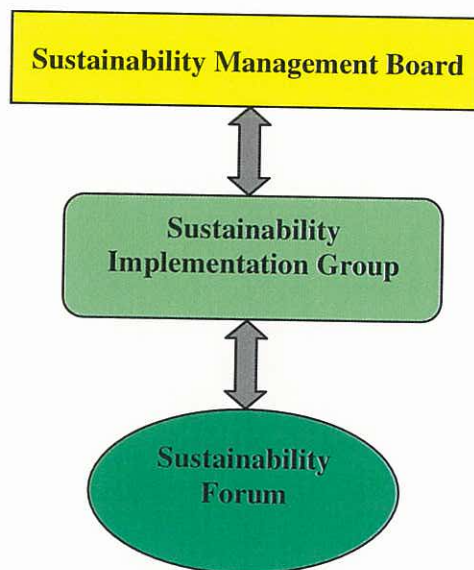 Sustainability Management Board
Sustainability
Implementation Group
Sustainability
Forum